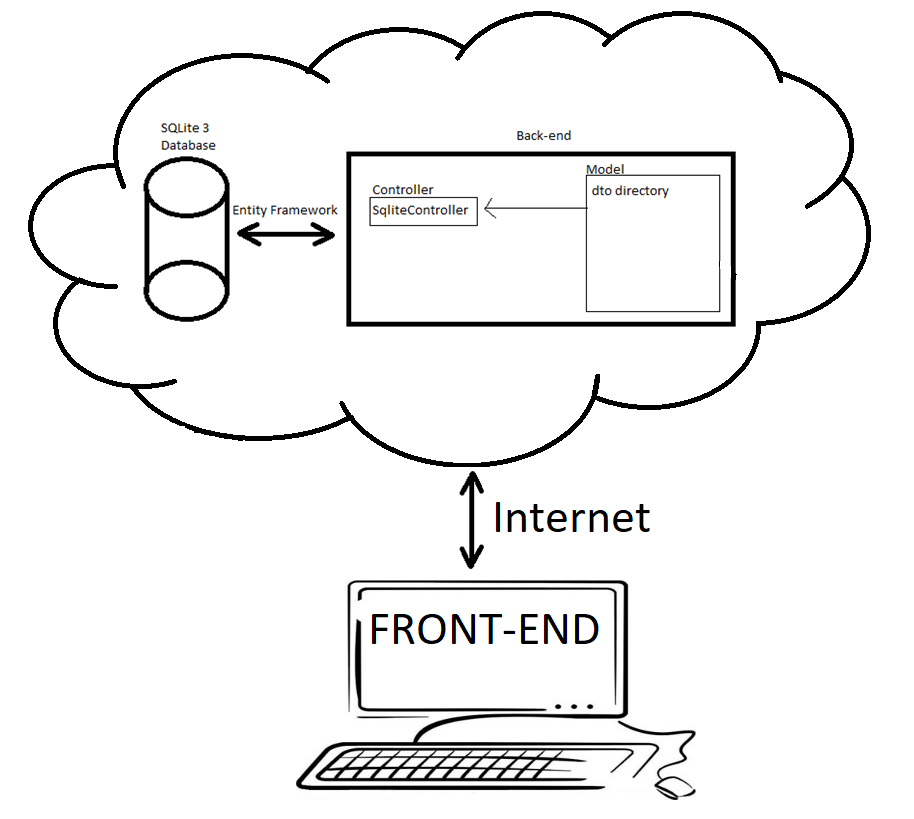 SQLite 3
Database
Back-end
Model
dto directory
Controller
SqliteController
Entity Framework
Internet
FRONT-END